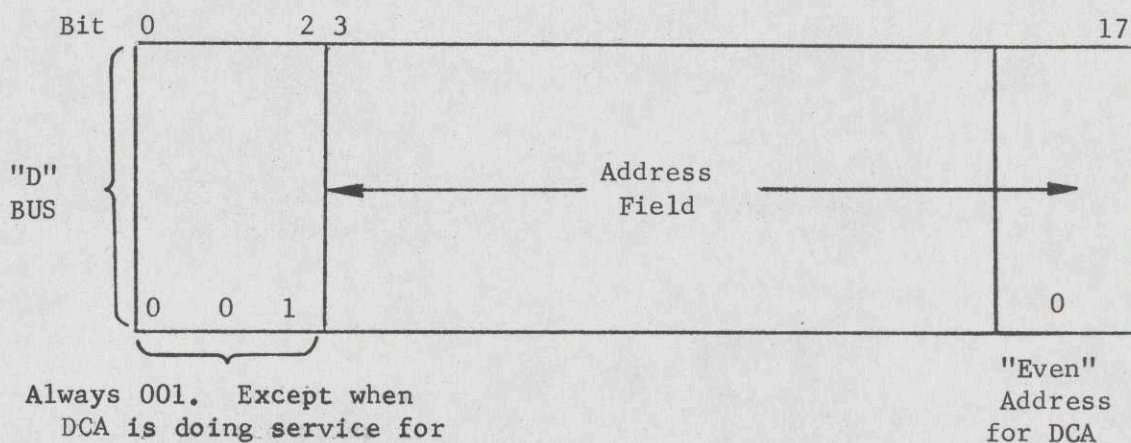 Bit 0 2 3 17
"D"
BUS
Address
Field
0 0 1 0
Always 001. Except when
DCA is doing service for
"Even"
Address
for DCA